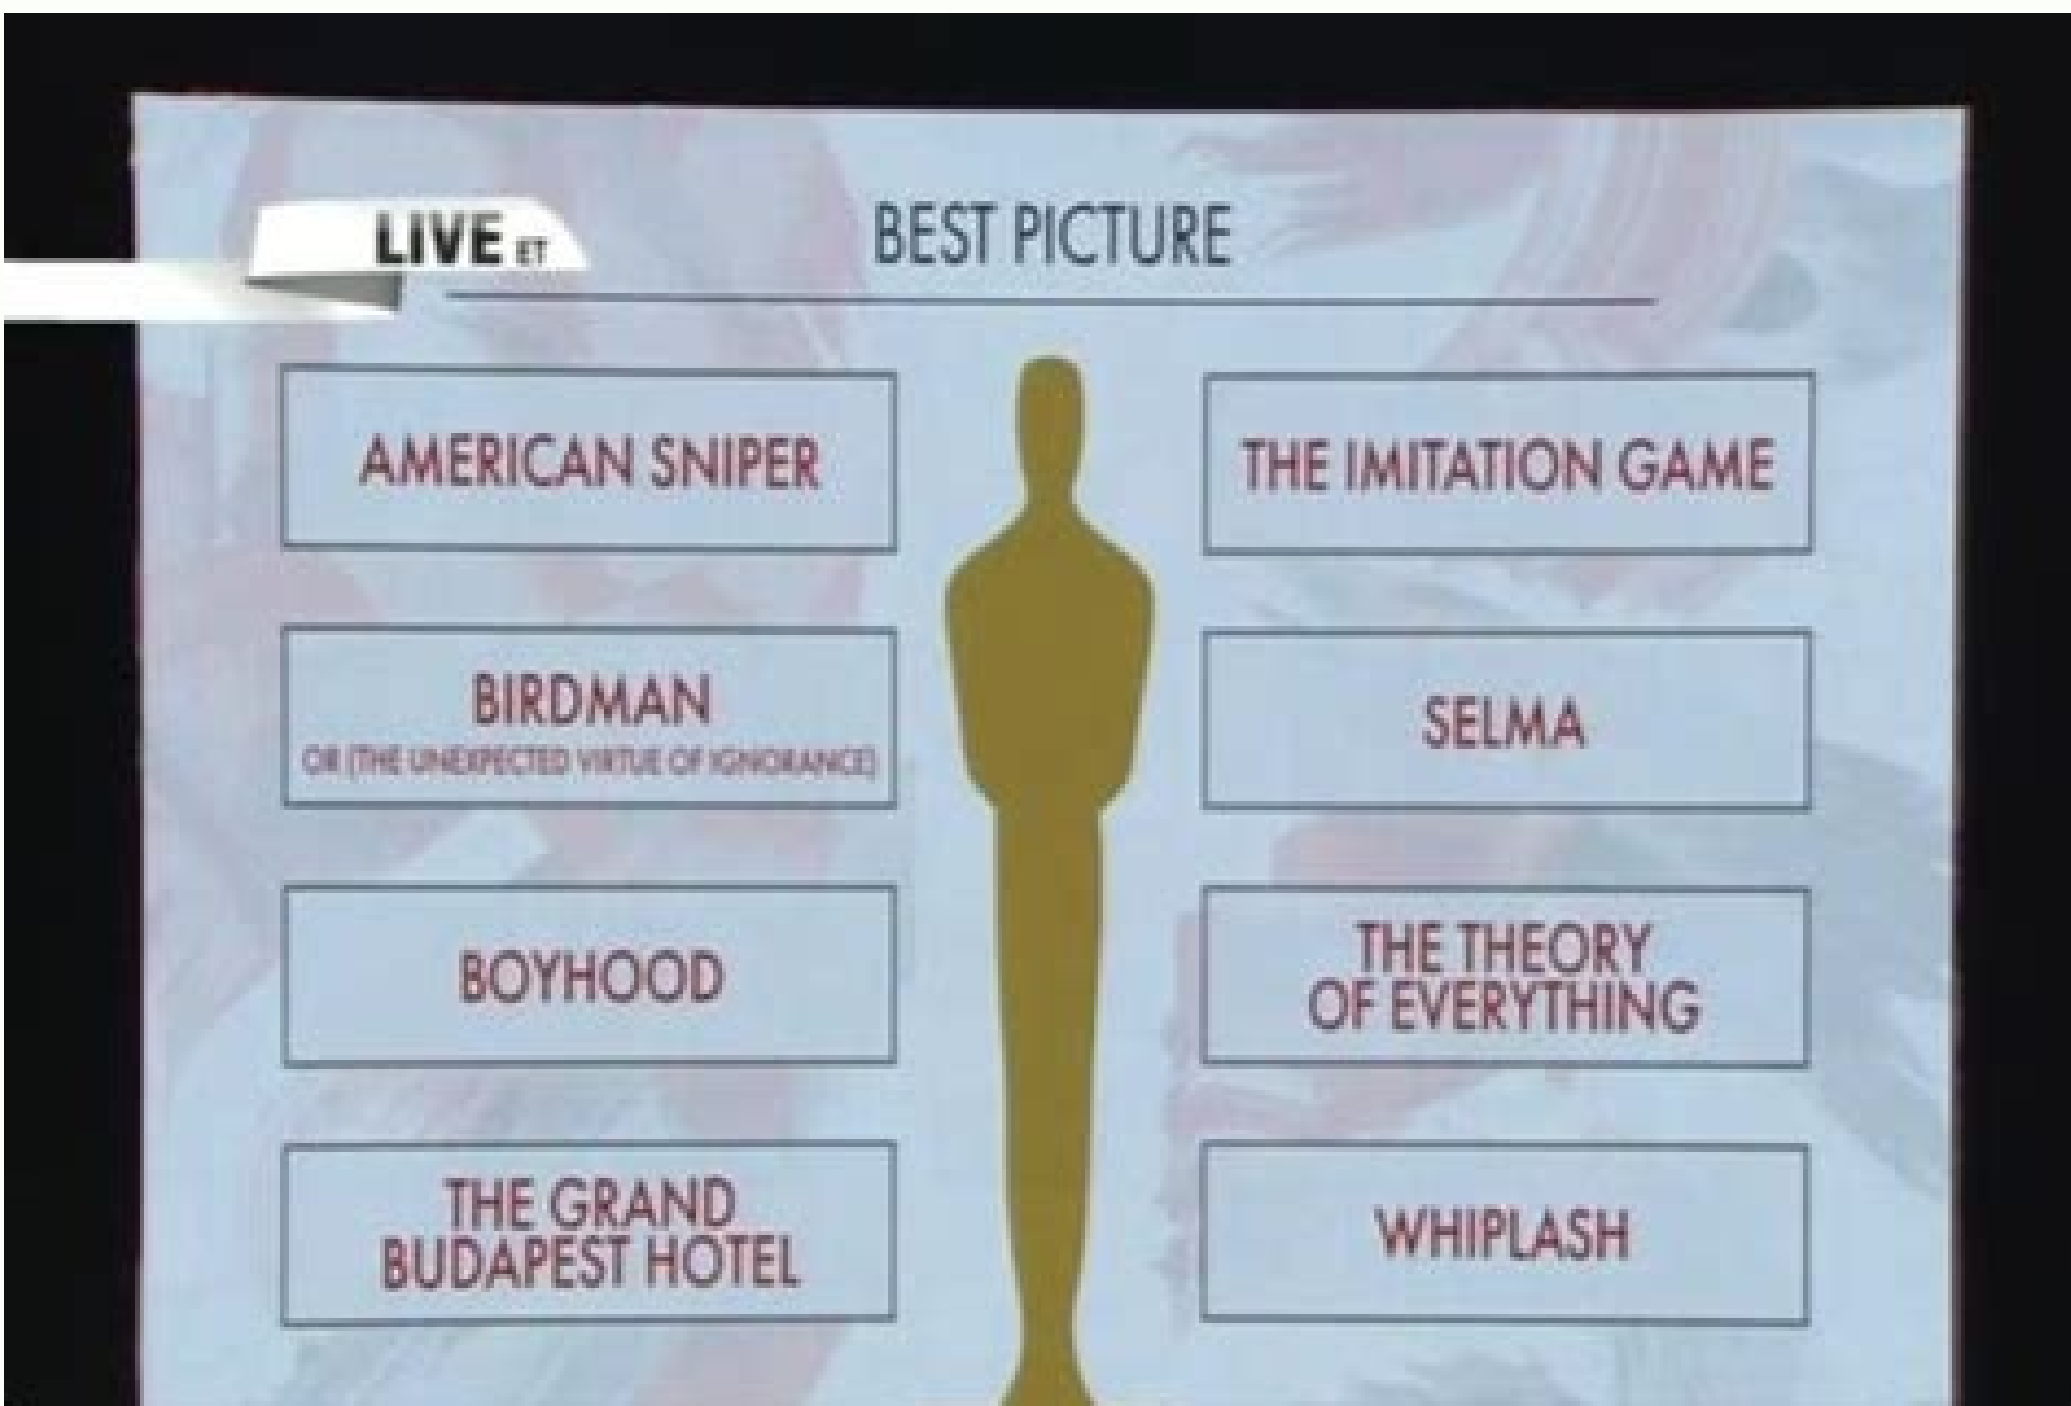 LIVE ET
BEST PICTURE
AMERICAN SNIPER
BIRDMAN
OR (THE UNEXPECTED VIRTUE OF IGNORANCE)
BOYHOOD
THE GRAND
BUDAPEST HOTEL
THE IMITATION GAME
SELMA
THE THEORY
OF EVERYTHING
WHIPLASH